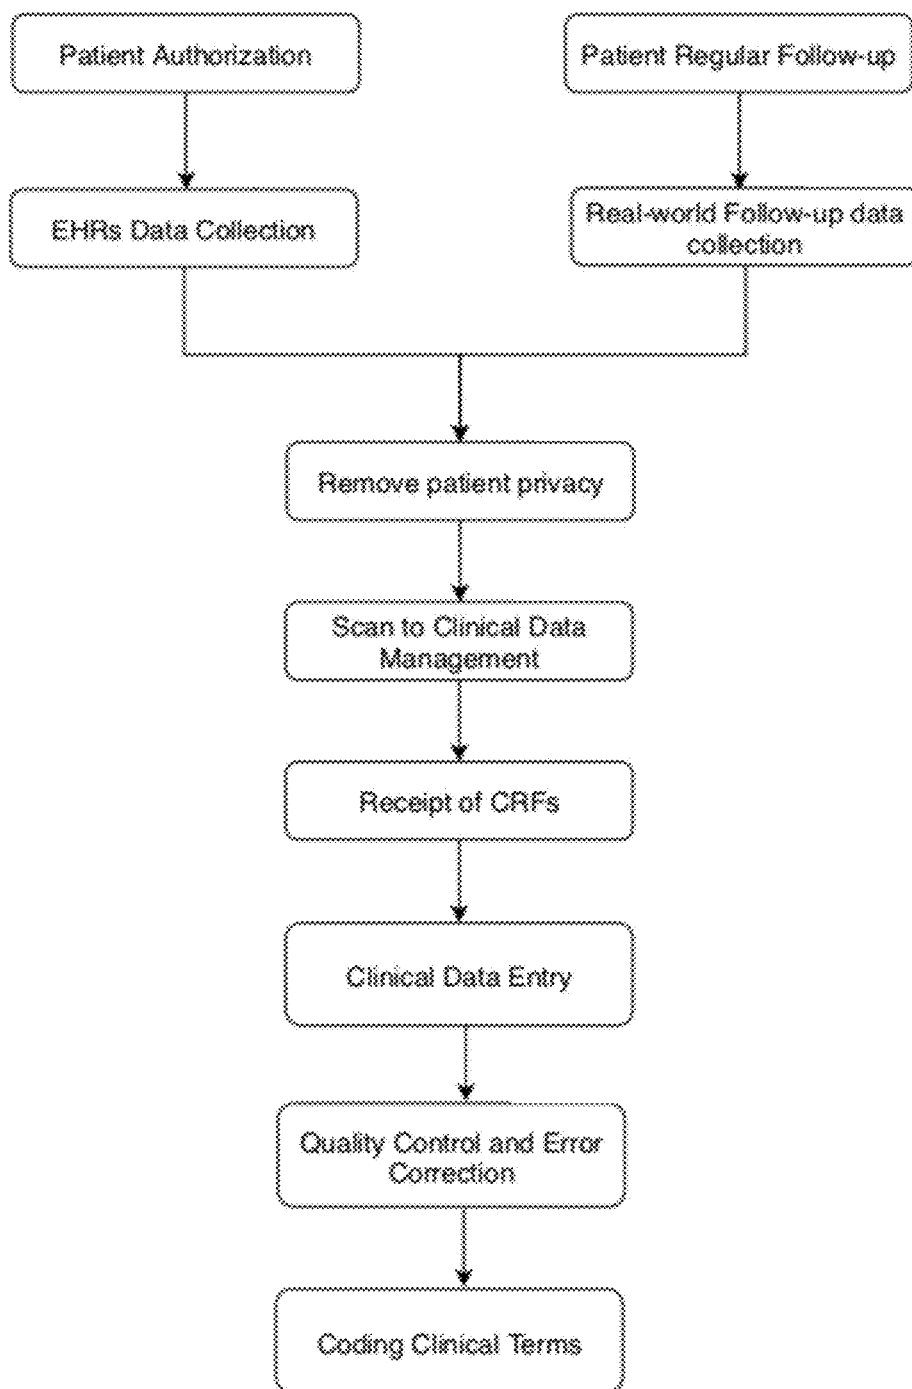 Patient Authorization
Patient Regular Follow-up
EHRs Data Collection
Real-world Follow-up data
collection
Remove patient privacy
Scan to Clinical Data
Management
Receipt of CRFs
Clinical Data Entry
Quality Control and Error
Correction
Coding Clinical Terms